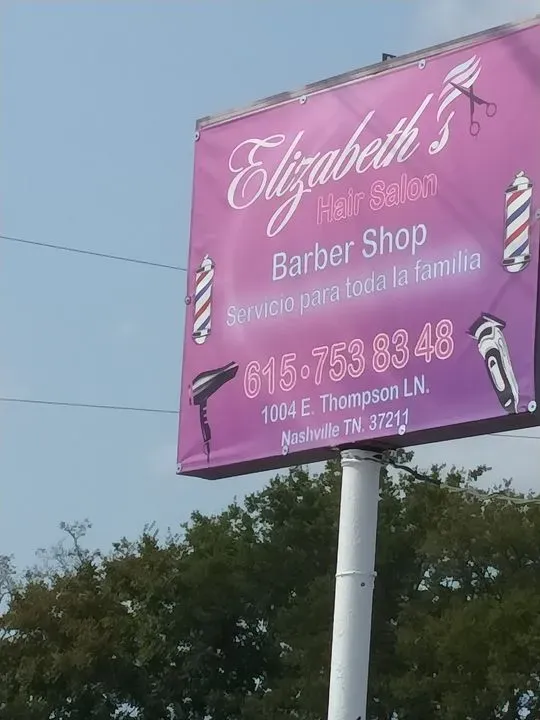 Elizabeth's
Hair Salon
Barber Shop
Servicio para toda la familia
615·753 83 48
1004 E. Thompson LN.
Nashville TN. 37211